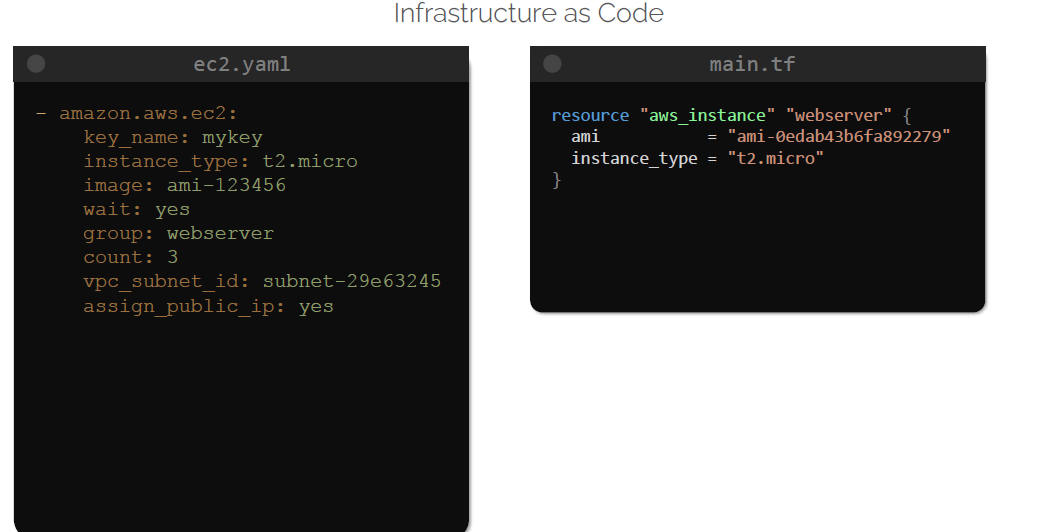 Infrastructure as Code
ec2.yaml
- amazon.aws.ec2:
key_name: mykey
instance_type: t2.micro
image: ami-123456
wait: yes
group: webserver
count: 3
vpc_subnet_id: subnet-29e63245
assign_public_ip: yes
main.tf
resource "aws_instance" "webserver" {
ami = "ami-0edab43b6fa892279"
instance_type = "t2.micro"
}